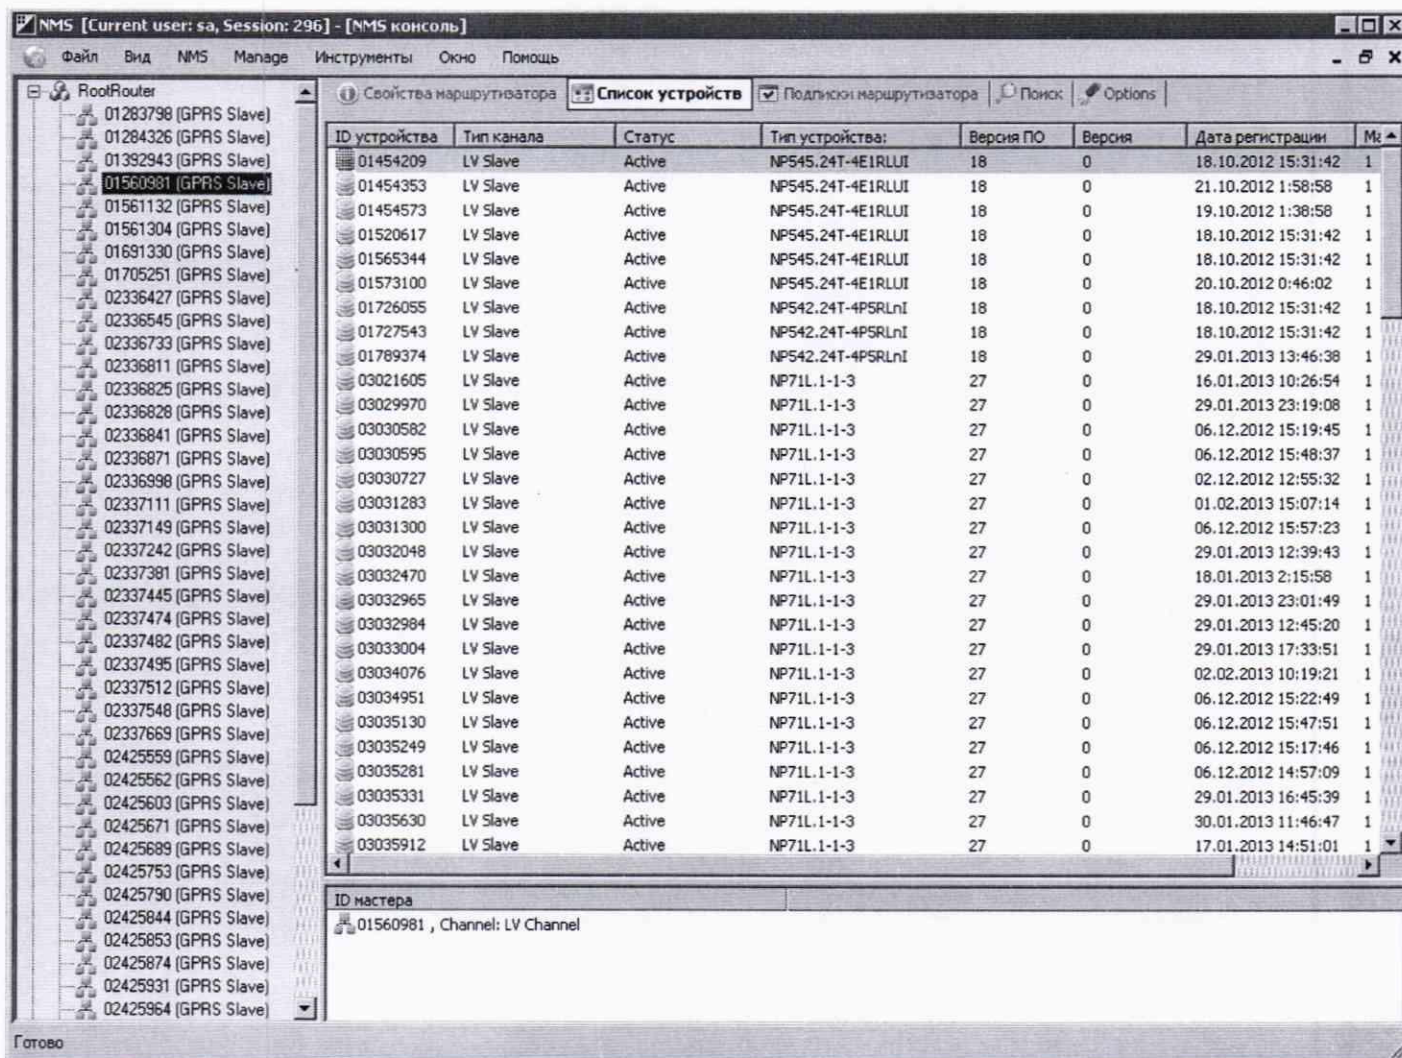 NMS [Current user: sa, Session: 296] - [NMS консоль]
Файл Вид NMS Manage Инструменты Окно Помощь
RootRouter
01283798 (GPRS Slave)
01284326 (GPRS Slave)
01392943 (GPRS Slave)
01560981 (GPRS Slave)
01561132 (GPRS Slave)
01561304 (GPRS Slave)
01691330 (GPRS Slave)
01705251 (GPRS Slave)
02336427 (GPRS Slave)
02336545 (GPRS Slave)
02336733 (GPRS Slave)
02336811 (GPRS Slave)
02336825 (GPRS Slave)
02336828 (GPRS Slave)
02336841 (GPRS Slave)
02336871 (GPRS Slave)
02336998 (GPRS Slave)
02337111 (GPRS Slave)
02337149 (GPRS Slave)
02337242 (GPRS Slave)
02337381 (GPRS Slave)
02337445 (GPRS Slave)
02337474 (GPRS Slave)
02337482 (GPRS Slave)
02337495 (GPRS Slave)
02337512 (GPRS Slave)
02337548 (GPRS Slave)
02337669 (GPRS Slave)
02425559 (GPRS Slave)
02425562 (GPRS Slave)
02425603 (GPRS Slave)
02425671 (GPRS Slave)
02425689 (GPRS Slave)
02425753 (GPRS Slave)
02425790 (GPRS Slave)
02425844 (GPRS Slave)
02425853 (GPRS Slave)
02425874 (GPRS Slave)
02425931 (GPRS Slave)
02425964 (GPRS Slave)
Свойства маршрутизатора Список устройств Подписки маршрутизатора Поиск Options
ID устройства Тип канала Статус Тип устройства: Версия ПО Версия Дата регистрации Ма
01454209 LV Slave Active NP545.24T-4E1RLUI 18 0 18.10.2012 15:31:42 1
01454353 LV Slave Active NP545.24T-4E1RLUI 18 0 21.10.2012 1:58:58 1
01454573 LV Slave Active NP545.24T-4E1RLUI 18 0 19.10.2012 1:38:58 1
01520617 LV Slave Active NP545.24T-4E1RLUI 18 0 18.10.2012 15:31:42 1
01565344 LV Slave Active NP545.24T-4E1RLUI 18 0 18.10.2012 15:31:42 1
01573100 LV Slave Active NP545.24T-4E1RLUI 18 0 20.10.2012 0:46:02 1
01726055 LV Slave Active NP542.24T-4P5RLnI 18 0 18.10.2012 15:31:42 1
01727543 LV Slave Active NP542.24T-4P5RLnI 18 0 18.10.2012 15:31:42 1
01789374 LV Slave Active NP542.24T-4P5RLnI 18 0 29.01.2013 13:46:38 1
03021605 LV Slave Active NP71L.1-1-3 27 0 16.01.2013 10:26:54 1
03029970 LV Slave Active NP71L.1-1-3 27 0 29.01.2013 23:19:08 1
03030582 LV Slave Active NP71L.1-1-3 27 0 06.12.2012 15:19:45 1
03030595 LV Slave Active NP71L.1-1-3 27 0 06.12.2012 15:48:37 1
03030727 LV Slave Active NP71L.1-1-3 27 0 02.12.2012 12:55:32 1
03031283 LV Slave Active NP71L.1-1-3 27 0 01.02.2013 15:07:14 1
03031300 LV Slave Active NP71L.1-1-3 27 0 06.12.2012 15:57:23 1
03032048 LV Slave Active NP71L.1-1-3 27 0 29.01.2013 12:39:43 1
03032470 LV Slave Active NP71L.1-1-3 27 0 18.01.2013 2:15:58 1
03032965 LV Slave Active NP71L.1-1-3 27 0 29.01.2013 23:01:49 1
03032984 LV Slave Active NP71L.1-1-3 27 0 29.01.2013 12:45:20 1
03033004 LV Slave Active NP71L.1-1-3 27 0 29.01.2013 17:33:51 1
03034076 LV Slave Active NP71L.1-1-3 27 0 02.02.2013 10:19:21 1
03034951 LV Slave Active NP71L.1-1-3 27 0 06.12.2012 15:22:49 1
03035130 LV Slave Active NP71L.1-1-3 27 0 06.12.2012 15:47:51 1
03035249 LV Slave Active NP71L.1-1-3 27 0 06.12.2012 15:17:46 1
03035281 LV Slave Active NP71L.1-1-3 27 0 06.12.2012 14:57:09 1
03035331 LV Slave Active NP71L.1-1-3 27 0 29.01.2013 16:45:39 1
03035630 LV Slave Active NP71L.1-1-3 27 0 30.01.2013 11:46:47 1
03035912 LV Slave Active NP71L.1-1-3 27 0 17.01.2013 14:51:01 1
ID мастера
01560981 , Channel: LV Channel
Готово